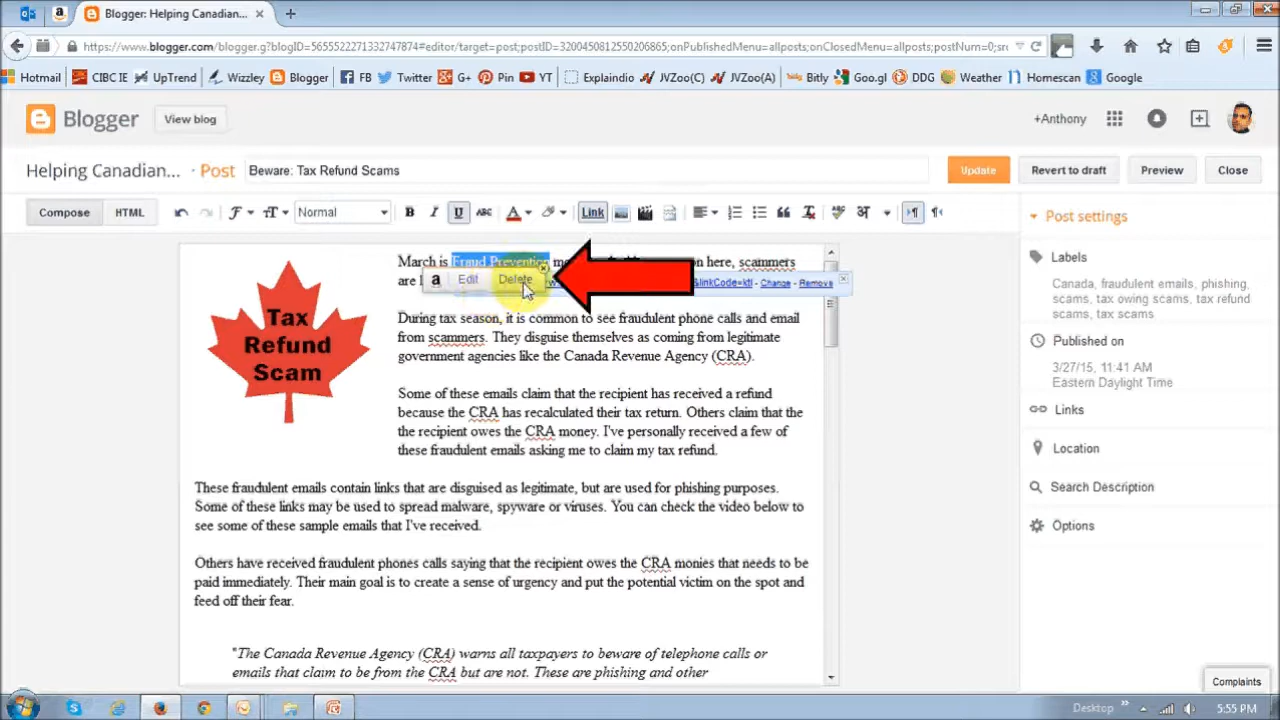 Blogger: Helping Canadian...
https://www.blogger.com/blogger.g?blogID=5655522271332747874#editor/target=post;postID=3200450812550206865;onPublishedMenu=allposts;onClosedMenu=allposts;postNum=0;sr
Hotmail CIBC IE UpTrend Wizzley Blogger FB Twitter G+ Pin YT Explaindio JVZoo(C) JVZoo(A) Bitly Goo.gl DDG Weather Homescan Google
Blogger View blog +Anthony
Helping Canadian... · Post Beware: Tax Refund Scams Update Revert to draft Preview Close
Compose HTML Normal B I U ABC A Link
Post settings
Tax
Refund
Scam
March is Fraud Prevention here, scammers
are
a Edit Delete
&linkCode=ktl - Change - Remove
During tax season, it is common to see fraudulent phone calls and email
from scammers. They disguise themselves as coming from legitimate
government agencies like the Canada Revenue Agency (CRA).
Some of these emails claim that the recipient has received a refund
because the CRA has recalculated their tax return. Others claim that the
the recipient owes the CRA money. I've personally received a few of
these fraudulent emails asking me to claim my tax refund.
These fraudulent emails contain links that are disguised as legitimate, but are used for phishing purposes.
Some of these links may be used to spread malware, spyware or viruses. You can check the video below to
see some of these sample emails that I've received.
Others have received fraudulent phones calls saying that the recipient owes the CRA monies that needs to be
paid immediately. Their main goal is to create a sense of urgency and put the potential victim on the spot and
feed off their fear.
"The Canada Revenue Agency (CRA) warns all taxpayers to beware of telephone calls or
emails that claim to be from the CRA but are not. These are phishing and other
Labels
Canada, fraudulent emails, phishing,
scams, tax owing scams, tax refund
scams, tax scams
Published on
3/27/15, 11:41 AM
Eastern Daylight Time
Links
Location
Search Description
Options
Complaints
Desktop 5:55 PM